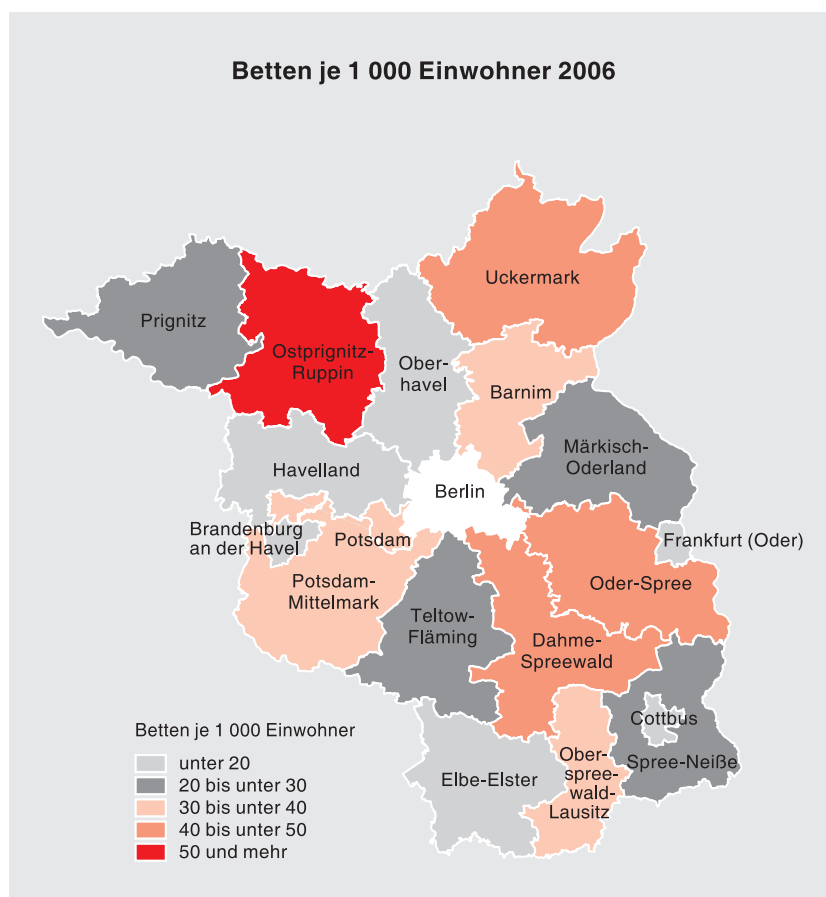 Betten je 1 000 Einwohner 2006
Uckermark
Prignitz
Ostprignitz-
Ruppin
Ober-
havel
Barnim
Märkisch-
Oderland
Havelland
Berlin
Brandenburg
an der Havel
Potsdam
Frankfurt (Oder)
Potsdam-
Mittelmark
Oder-Spree
Teltow-
Fläming
Dahme-
Spreewald
Cottbus
Spree-Neiße
Elbe-Elster
Ober-
spree-
wald-
Lausitz
Betten je 1 000 Einwohner
unter 20
20 bis unter 30
30 bis unter 40
40 bis unter 50
50 und mehr